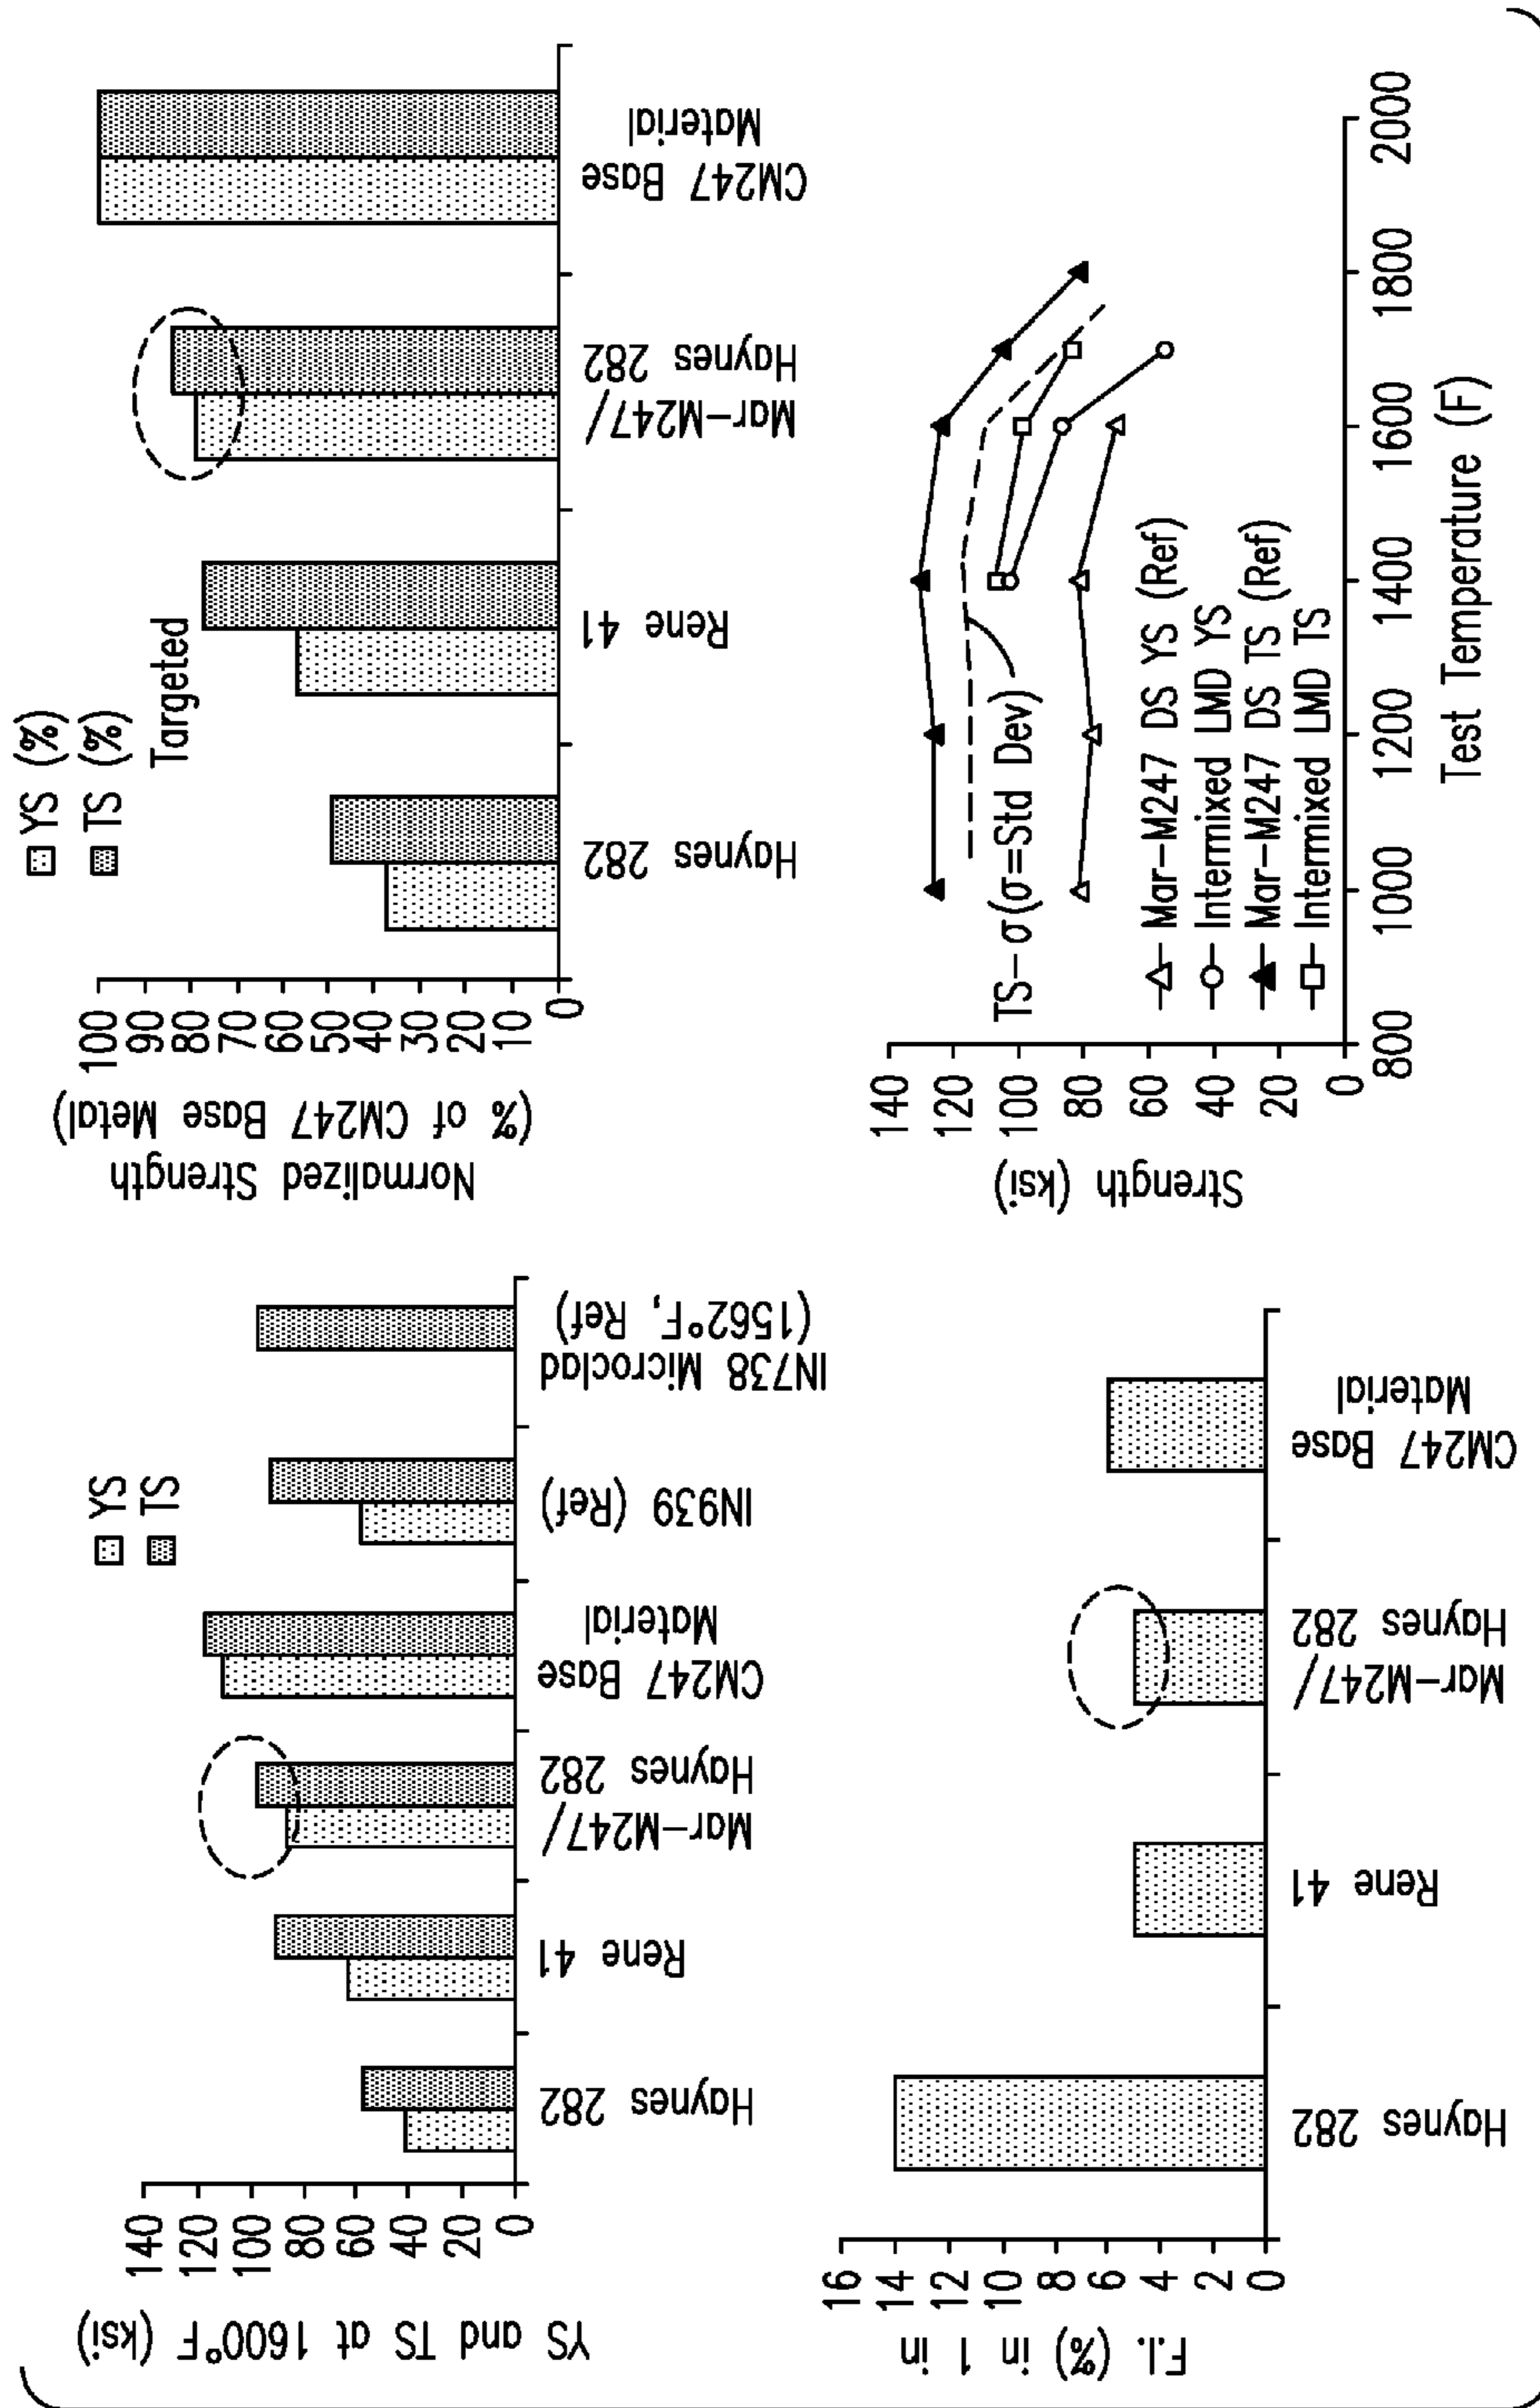 YS and TS at 1600°F (ksi)
140
120
100
80
60
40
20
0
YS
TS
Haynes 282
Rene 41
Mar-M247/
Haynes 282
CM247 Base
Material
IN939 (Ref)
IN738 Microclad
(1562°F, Ref)
Normalized Strength
(% of CM247 Base Metal)
100
90
80
70
60
50
40
30
20
10
0
YS (%)
TS (%)
Targeted
Haynes 282
Rene 41
Mar-M247/
Haynes 282
CM247 Base
Material
F.I. (%) in 1 in
16
14
12
10
8
6
4
2
0
Haynes 282
Rene 41
Mar-M247/
Haynes 282
CM247 Base
Material
Strength (ksi)
140
120
100
80
60
40
20
0
TS-σ(σ=Std Dev)
Mar-M247 DS YS (Ref)
Intermixed LMD YS
Mar-M247 DS TS (Ref)
Intermixed LMD TS
800
1000
1200
1400
1600
1800
2000
Test Temperature (F)